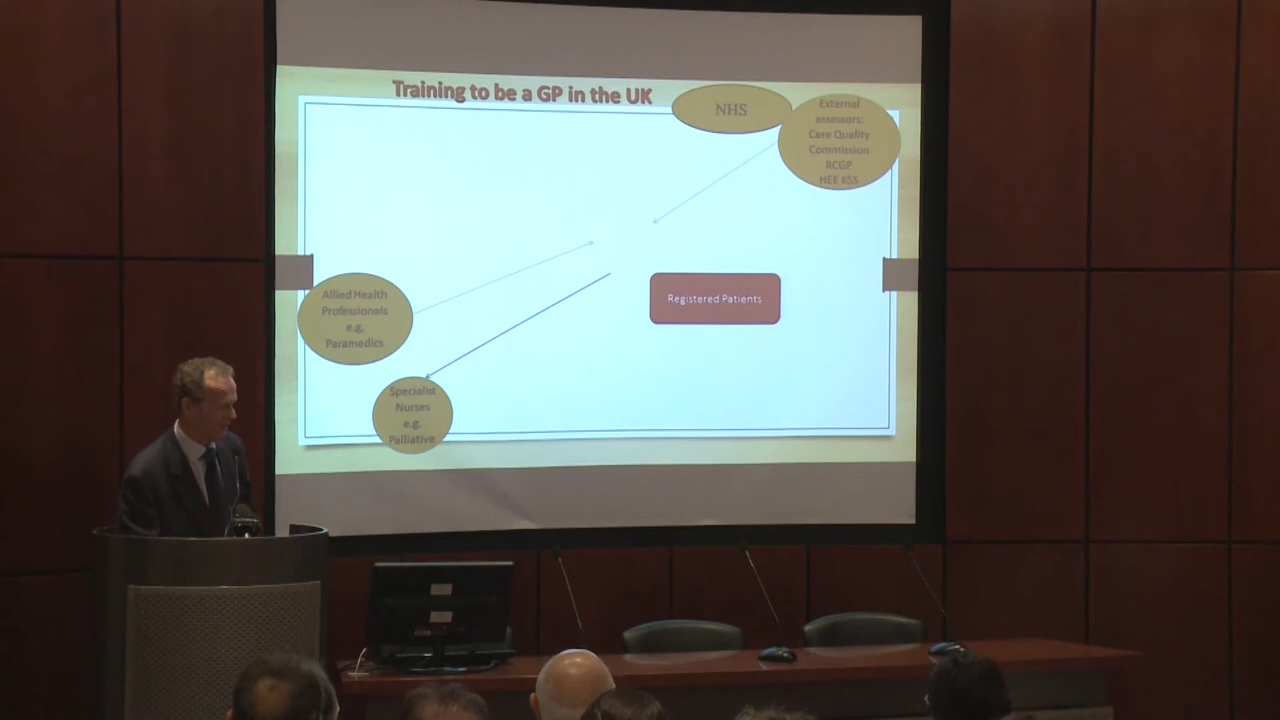 Training to be a GP in the UK
NHS
External
assessors:
Care Quality
Commission
RCGP
HEE KSS
Allied Health
Professionals
e.g.
Paramedics
Registered Patients
Specialist
Nurses
e.g.
Palliative